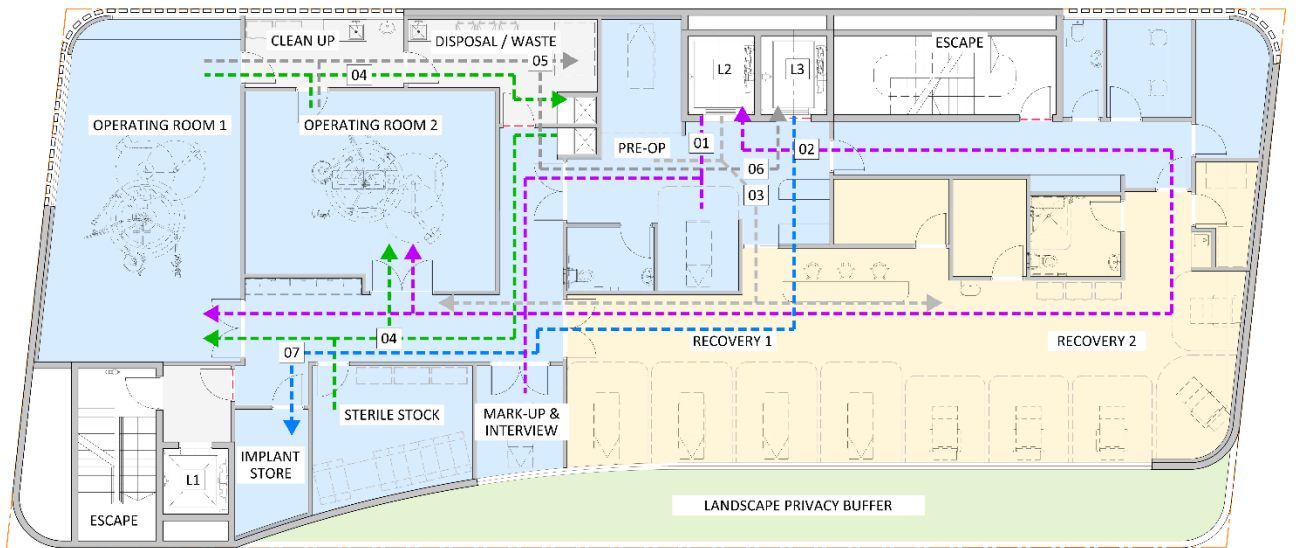 CLEAN UP
DISPOSAL / WASTE
ESCAPE
05
04
L2
L3
OPERATING ROOM 1
OPERATING ROOM 2
PRE-OP
01
02
06
03
04
RECOVERY 1
RECOVERY 2
07
STERILE STOCK
MARK-UP &
INTERVIEW
IMPLANT
STORE
L1
ESCAPE
LANDSCAPE PRIVACY BUFFER